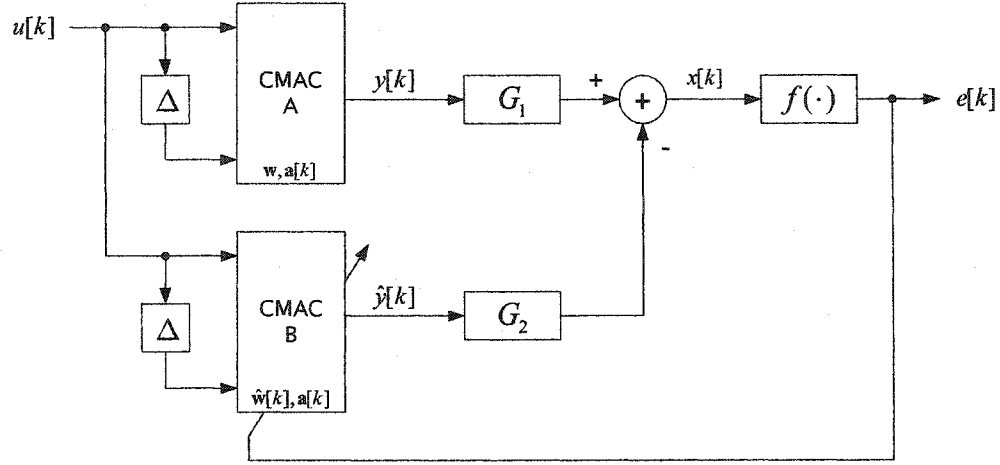 u[k]
Δ
CMAC
A
w, a[k]
y[k]
G₁
+
+
-
x[k]
f(·)
e[k]
Δ
CMAC
B
ŵ[k], a[k]
ŷ[k]
G₂